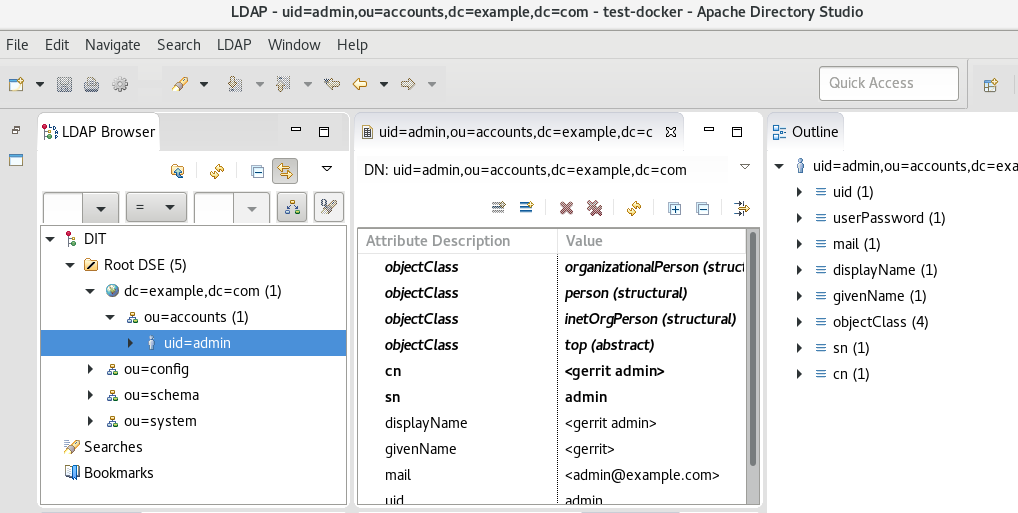 LDAP - uid=admin,ou=accounts,dc=example,dc=com - test-docker - Apache Directory Studio
File Edit Navigate Search LDAP Window Help
Quick Access
LDAP Browser
uid=admin,ou=accounts,dc=example,dc=c
Outline
DN: uid=admin,ou=accounts,dc=example,dc=com
=
DIT
Root DSE (5)
dc=example,dc=com (1)
ou=accounts (1)
uid=admin
ou=config
ou=schema
ou=system
Searches
Bookmarks
Attribute Description Value
objectClass organizationalPerson (struct
objectClass person (structural)
objectClass inetOrgPerson (structural)
objectClass top (abstract)
cn <gerrit admin>
sn admin
displayName <gerrit admin>
givenName <gerrit>
mail <admin@example.com>
uid admin
uid=admin,ou=accounts,dc=exa
uid (1)
userPassword (1)
mail (1)
displayName (1)
givenName (1)
objectClass (4)
sn (1)
cn (1)